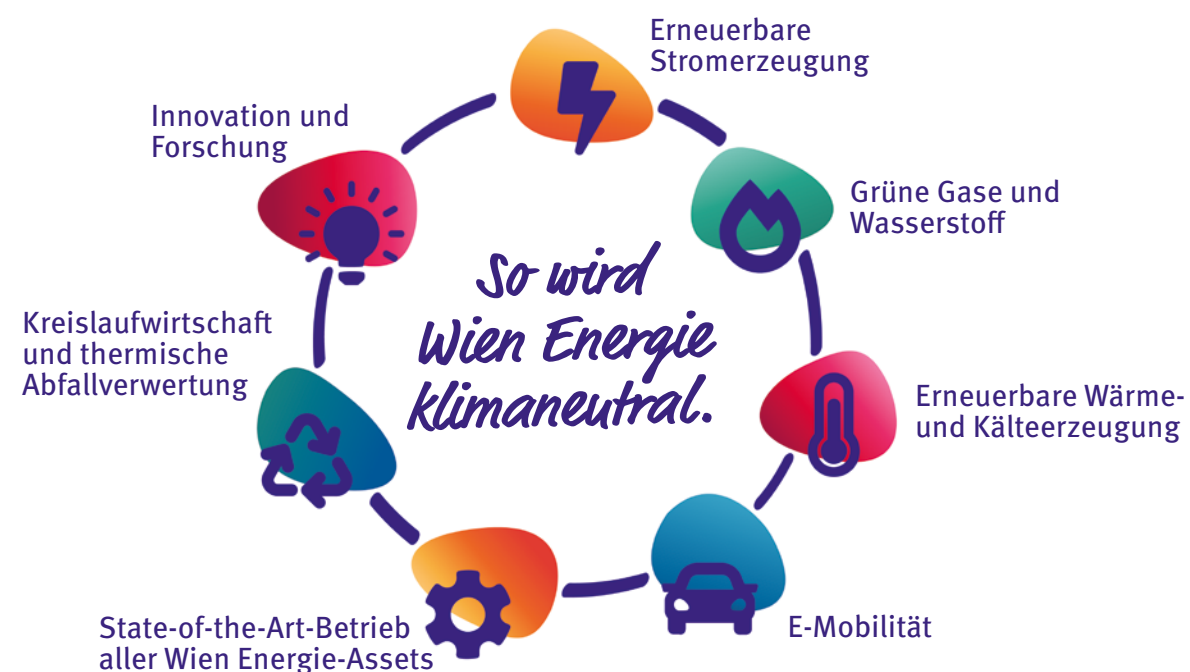 Erneuerbare
Stromerzeugung
Innovation und
Forschung
Grüne Gase und
Wasserstoff
So wird
Wien Energie
klimaneutral.
Kreislaufwirtschaft
und thermische
Abfallverwertung
Erneuerbare Wärme-
und Kälteerzeugung
E-Mobilität
State-of-the-Art-Betrieb
aller Wien Energie-Assets